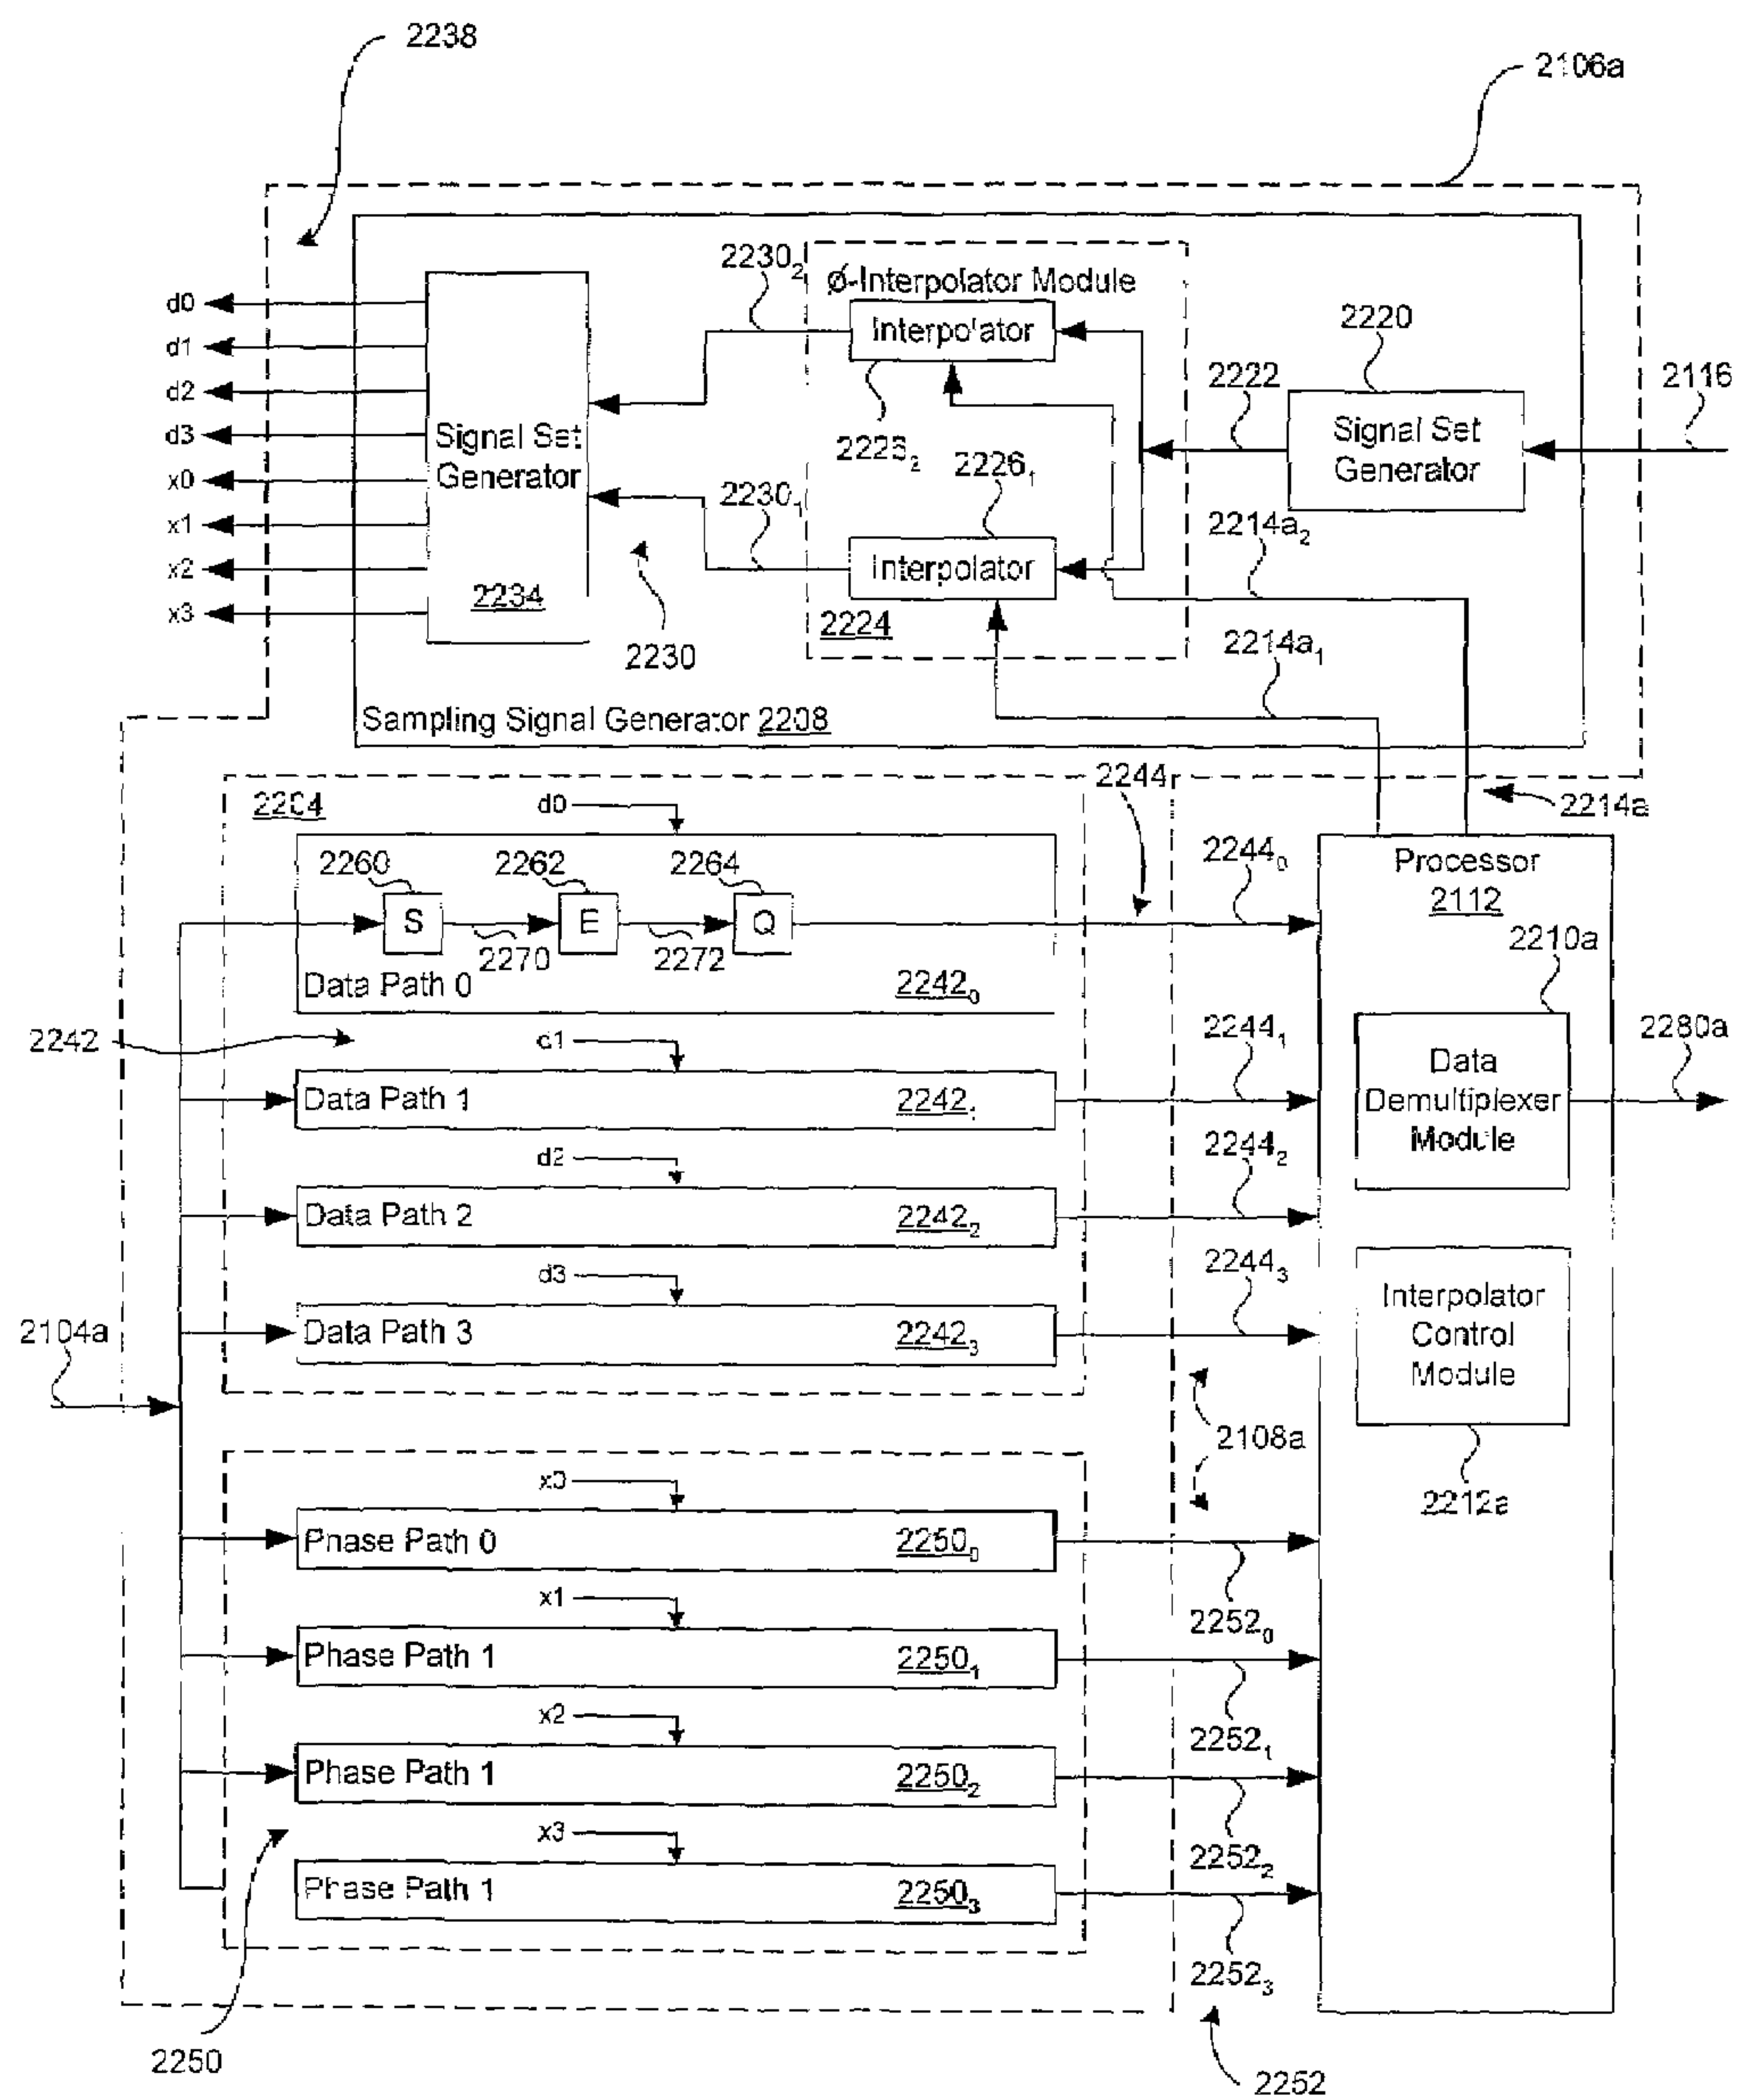 2238
2106a
2230₂
Ø-Interpolator Module
d0
Interpolator
2220
d1
2222
2116
d2
d3
Signal Set
Generator
2226₂
Signal Set
Generator
x0
2226₁
x1
2230₁
2214a₂
x2
Interpolator
x3
2234
2224
2230
2214a₁
Sampling Signal Generator 2208
2244
2214a
2204
d0
2260
2262
2264
2244₀
Processor
2112
S
E
Q
2270
2272
2210a
Data Path 0
2242₀
2242
d1
2244₁
2280a
Data
Demultiplexer
Module
Data Path 1
2242₁
d2
2244₂
Data Path 2
2242₂
d3
2244₃
Interpolator
Control
Module
2104a
Data Path 3
2242₃
2108a
x0
2212a
Phase Path 0
2250₀
x1
2252₀
Phase Path 1
2250₁
x2
2252₁
Phase Path 1
2250₂
x3
2252₂
Phase Path 1
2250₃
2252₃
2250
2252